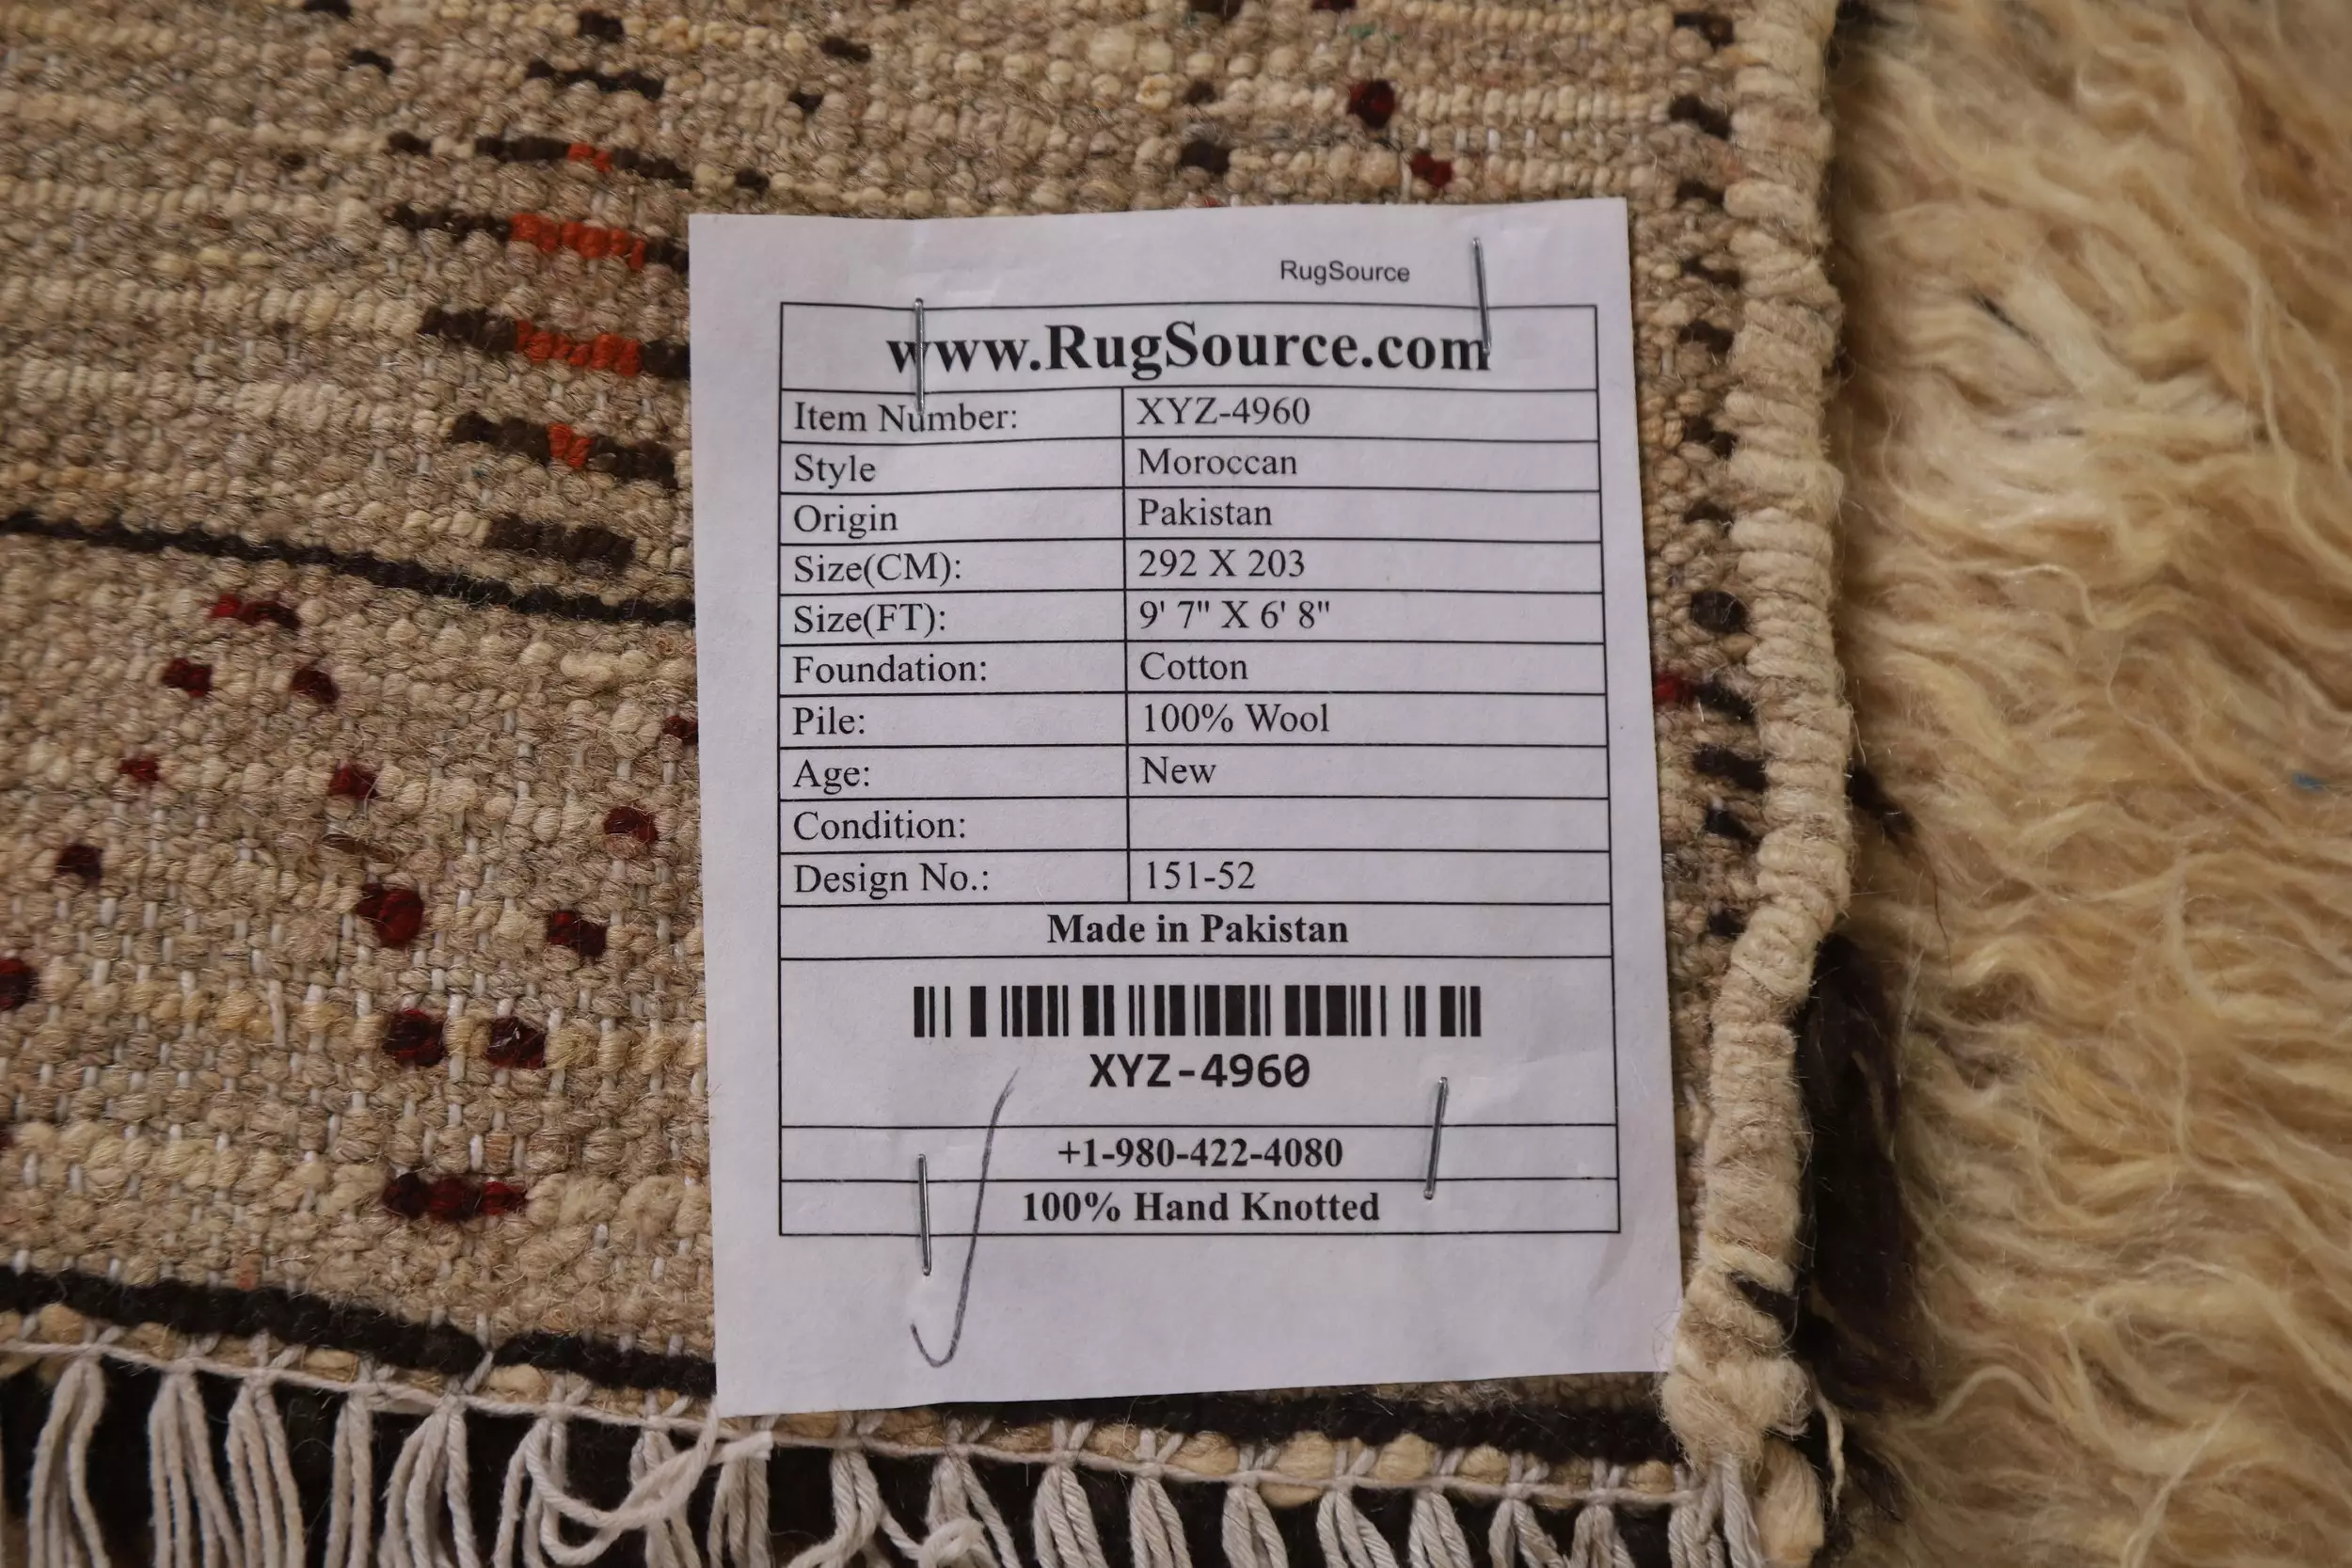 RugSource
www.RugSource.com
Item Number: XYZ-4960
Style Moroccan
Origin Pakistan
Size(CM): 292 X 203
Size(FT): 9' 7" X 6' 8"
Foundation: Cotton
Pile: 100% Wool
Age: New
Condition:
Design No.: 151-52
Made in Pakistan
XYZ-4960
+1-980-422-4080
100% Hand Knotted